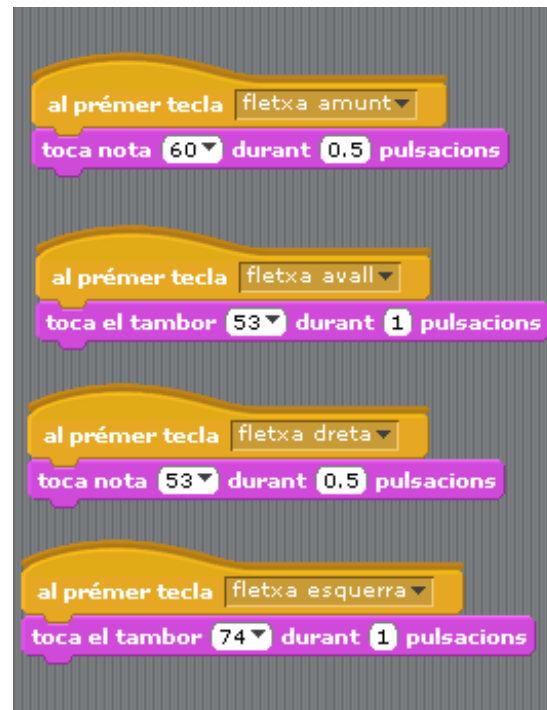 al prémer tecla fletxa amunt
toca nota 60 durant 0.5 pulsacions
al prémer tecla fletxa avall
toca el tambor 53 durant 1 pulsacions
al prémer tecla fletxa dreta
toca nota 53 durant 0.5 pulsacions
al prémer tecla fletxa esquerra
toca el tambor 74 durant 1 pulsacions